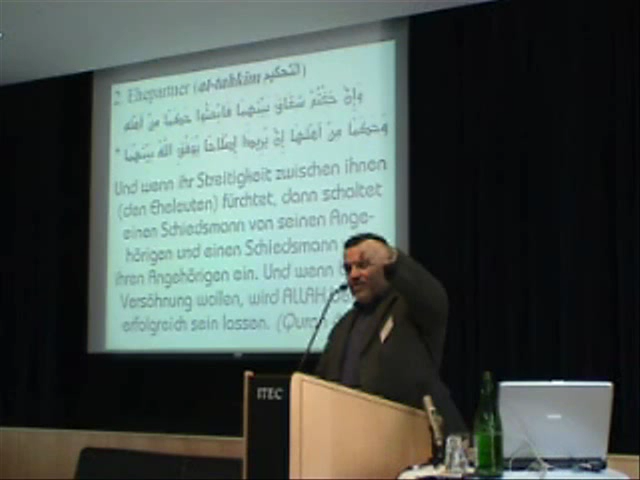 2. Ehepartner (at-tahkim التحكيم)
وَإِنْ خِفْتُمْ شِقَاقَ بَيْنِهِمَا فَابْعَثُوا حَكَمًا مِنْ أَهْلِهِ
وَحَكَمًا مِنْ أَهْلِهَا إِنْ يُرِيدَا إِصْلَاحًا يُوَفِّقِ اللَّهُ بَيْنَهُمَا
Und wenn ihr Streitigkeit zwischen ihnen
(den Eheleuten) fürchtet, dann schaltet
einen Schiedsmann von seinen Ange-
hörigen und einen Schiedsmann
ihren Angehörigen ein. Und wenn
Versöhnung wollen, wird ALLAH
erfolgreich sein lassen. (Quran
ITEC